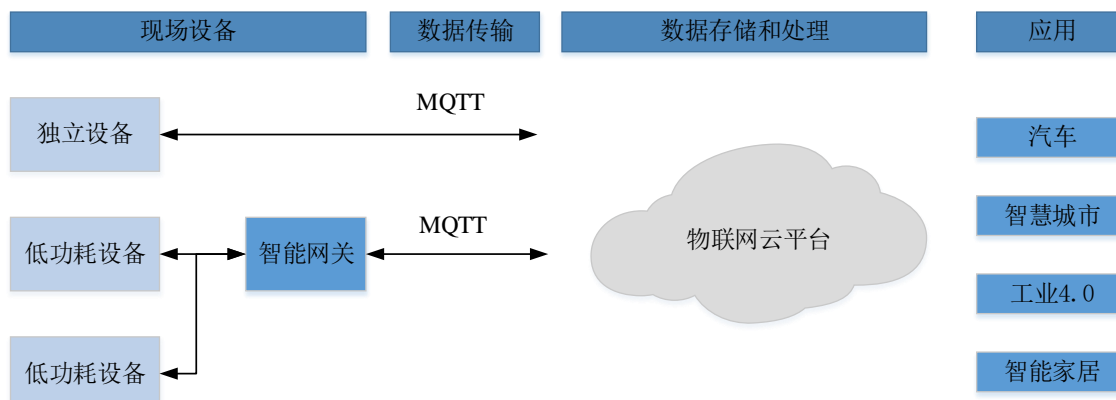 现场设备
数据传输
数据存储和处理
应用
MQTT
独立设备
汽车
MQTT
智慧城市
低功耗设备
智能网关
物联网云平台
工业4.0
低功耗设备
智能家居